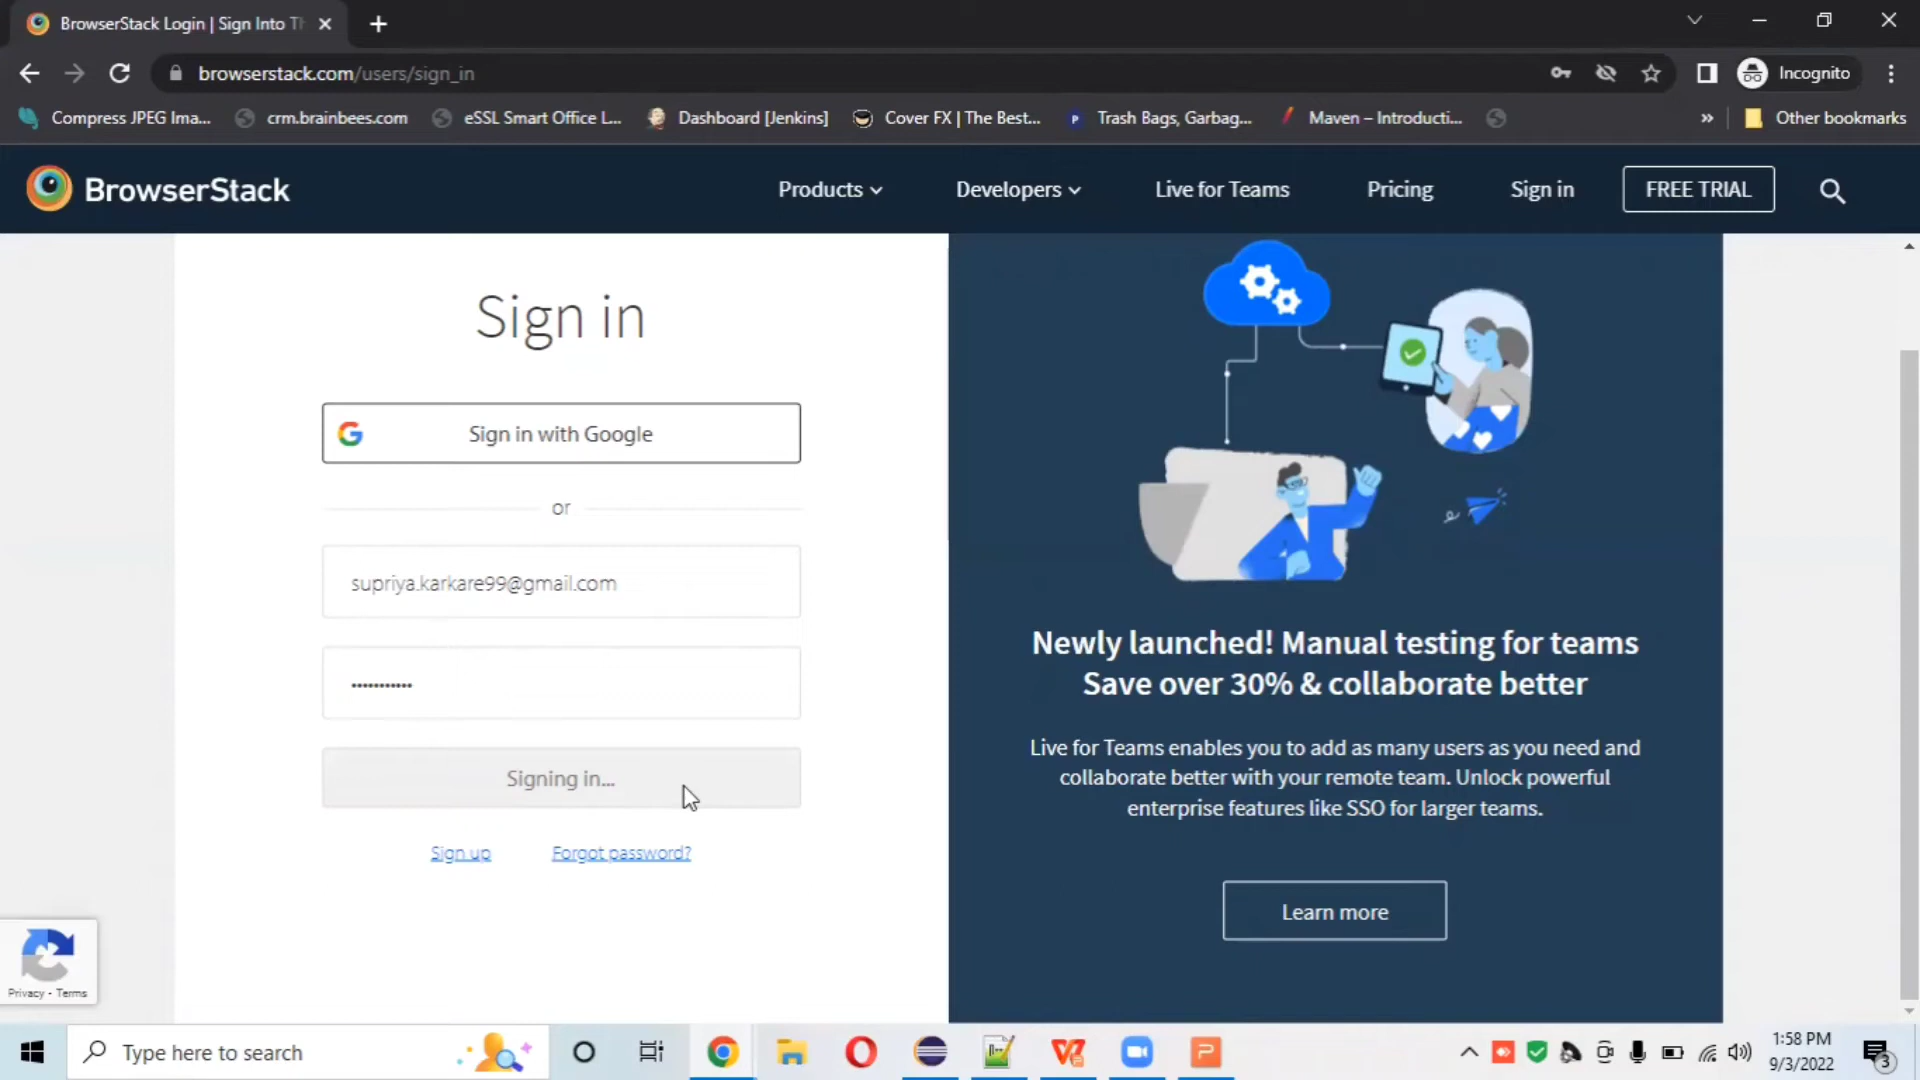 BrowserStack Login | Sign Into Th
browserstack.com/users/sign_in
Incognito
Compress JPEG Ima...
crm.brainbees.com
eSSL Smart Office L...
Dashboard [Jenkins]
Cover FX | The Best...
Trash Bags, Garbag...
Maven – Introducti...
»
Other bookmarks
BrowserStack
Products
Developers
Live for Teams
Pricing
Sign in
FREE TRIAL
Sign in
Sign in with Google
or
supriya.karkare99@gmail.com
•••••••••••
Signing in...
Sign up
Forgot password?
Newly launched! Manual testing for teams
Save over 30% & collaborate better
Live for Teams enables you to add as many users as you need and
collaborate better with your remote team. Unlock powerful
enterprise features like SSO for larger teams.
Learn more
Privacy - Terms
Type here to search
1:58 PM
9/3/2022
3